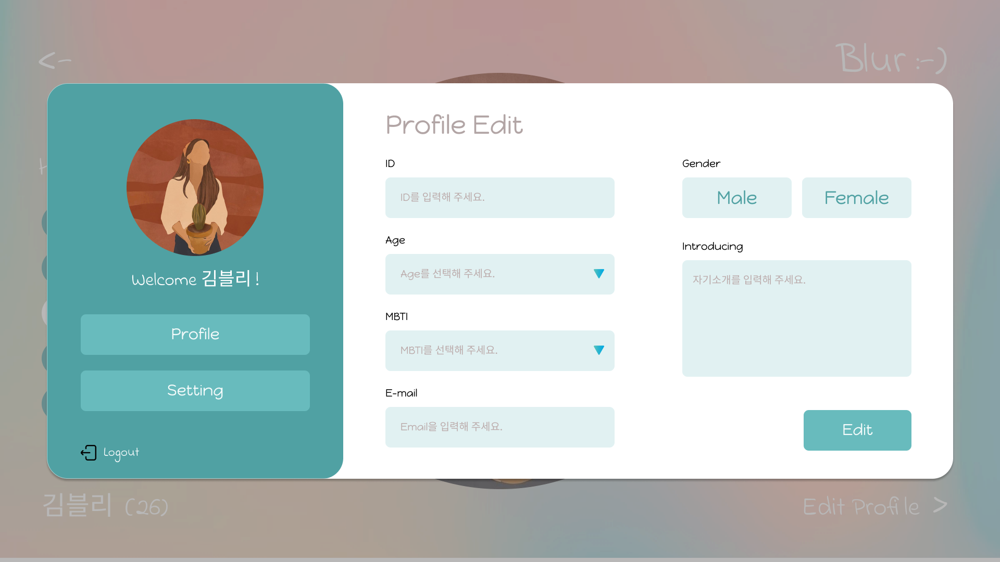 <-
Blur :-)
H
Welcome 김블리 !
Profile
Setting
Logout
Profile Edit
ID
ID를 입력해 주세요.
Age
Age를 선택해 주세요.
MBTI
MBTI를 선택해 주세요.
E-mail
Email을 입력해 주세요.
Gender
Male
Female
Introducing
자기소개를 입력해 주세요.
Edit
김블리 (26)
Edit Profile >